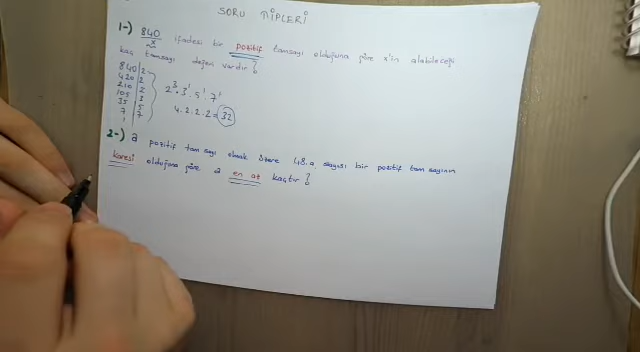 SORU TİPLERİ
1-) 840/x ifadesi bir pozitif tamsayı olduğuna göre x'in alabileceği
kaç tamsayı değeri vardır?
840 | 2
420 | 2
210 | 2
105 | 3
35 | 5
7 | 7
1
2³ · 3¹ · 5¹ · 7¹
4.2.2.2 = 32
2-) a pozitif tam sayı olmak üzere 48.a sayısı bir pozitif tam sayının
karesi olduğuna göre a en az kaçtır?